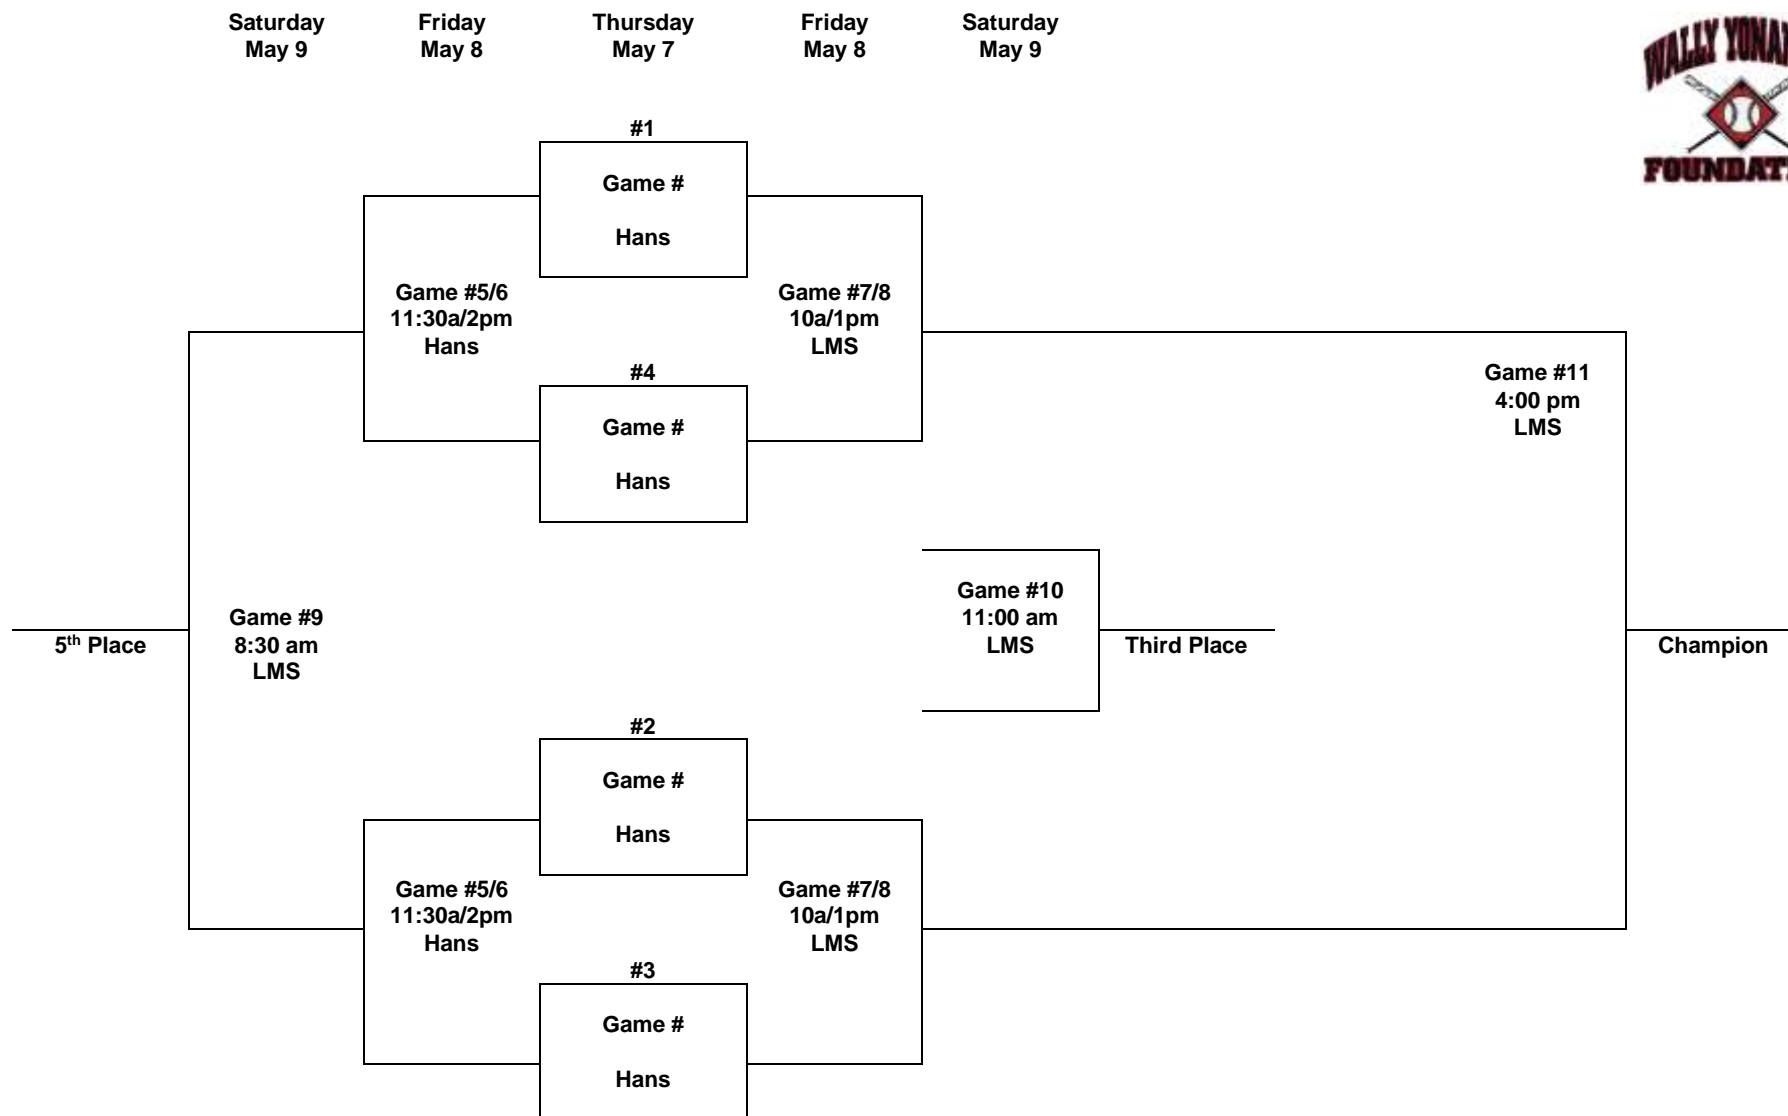 Saturday Friday Thursday Friday Saturday
May 9 May 8 May 7 May 8 May 9
WALLY
FOUNDAT
#1
Game #
Hans
Game #5/6
11:30a/2pm
Hans
Game #7/8
10a/1pm
LMS
#4
Game #
Hans
Game #11
4:00 pm
LMS
Game #9
8:30 am
LMS
5th Place
Game #10
11:00 am
LMS
Third Place
Champion
#2
Game #
Hans
Game #5/6
11:30a/2pm
Hans
Game #7/8
10a/1pm
LMS
#3
Game #
Hans